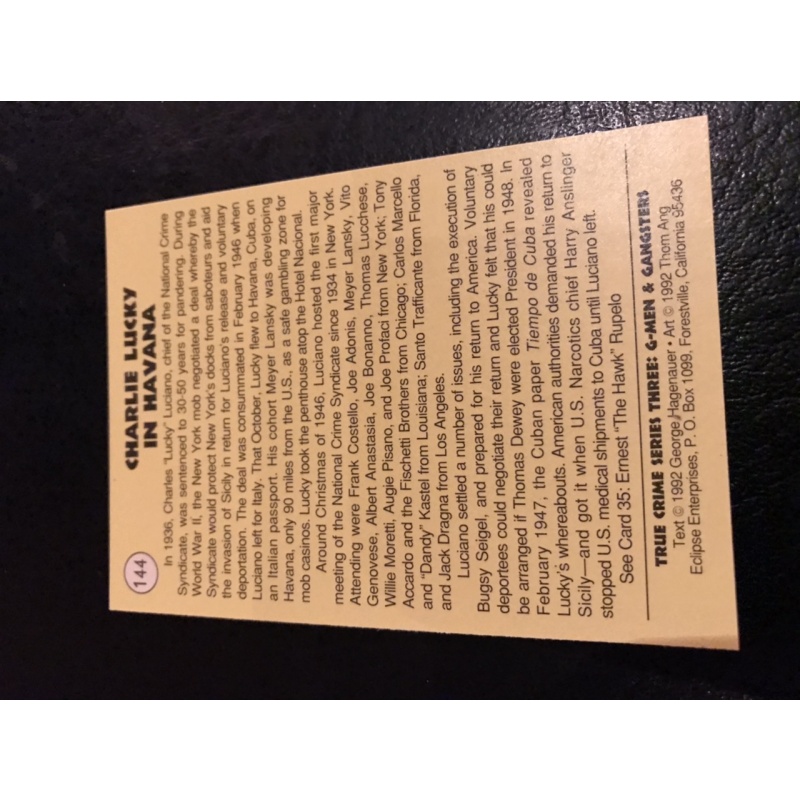 144
CHARLIE LUCKY
IN HAVANA
In 1936, Charles "Lucky" Luciano, chief of the National Crime
Syndicate, was sentenced to 30-50 years for pandering. During
World War II, the New York mob negotiated a deal whereby, the
Syndicate would protect New York's docks from saboteurs and aid
the invasion of Sicily in return for Luciano's release and voluntary
deportation. The deal was consummated in February 1946 when
Luciano left for Italy. That October, Lucky flew to Havana, Cuba, on
an Italian passport. His cohort Meyer Lansky was developing
Havana, only 90 miles from the U.S., as a safe gambling zone for
mob casinos. Lucky took the penthouse atop the Hotel Nacional.
Around Christmas of 1946, Luciano hosted the first major
meeting of the National Crime Syndicate since 1934 in New York.
Attending were Frank Costello, Joe Adonis, Meyer Lansky, Vito
Genovese, Albert Anastasia, Joe Bonanno, Thomas Lucchese,
Willie Moretti, Augie Pisano, and Joe Profaci from New York; Tony
Accardo and the Fischetti Brothers from Chicago; Carlos Marcello
and "Dandy" Kastel from Louisiana; Santo Trafficante from Florida,
and Jack Dragna from Los Angeles.
Luciano settled a number of issues, including the execution of
Bugsy Seigel, and prepared for his return to America. Voluntary
deportees could negotiate their return and Lucky felt that his could
be arranged if Thomas Dewey were elected President in 1948. In
February 1947, the Cuban paper Tiempo de Cuba revealed
Lucky's whereabouts. American authorities demanded his return to
Sicily—and got it when U.S. Narcotics chief Harry Anslinger
stopped U.S. medical shipments to Cuba until Luciano left.
See Card 35: Ernest "The Hawk" Rupelo
TRUE CRIME SERIES THREE: G-MEN & GANGSTERS
Text © 1992 George Hagenauer • Art © 1992 Thom Ang
Eclipse Enterprises, P. O. Box 1099, Forestville, California 95436